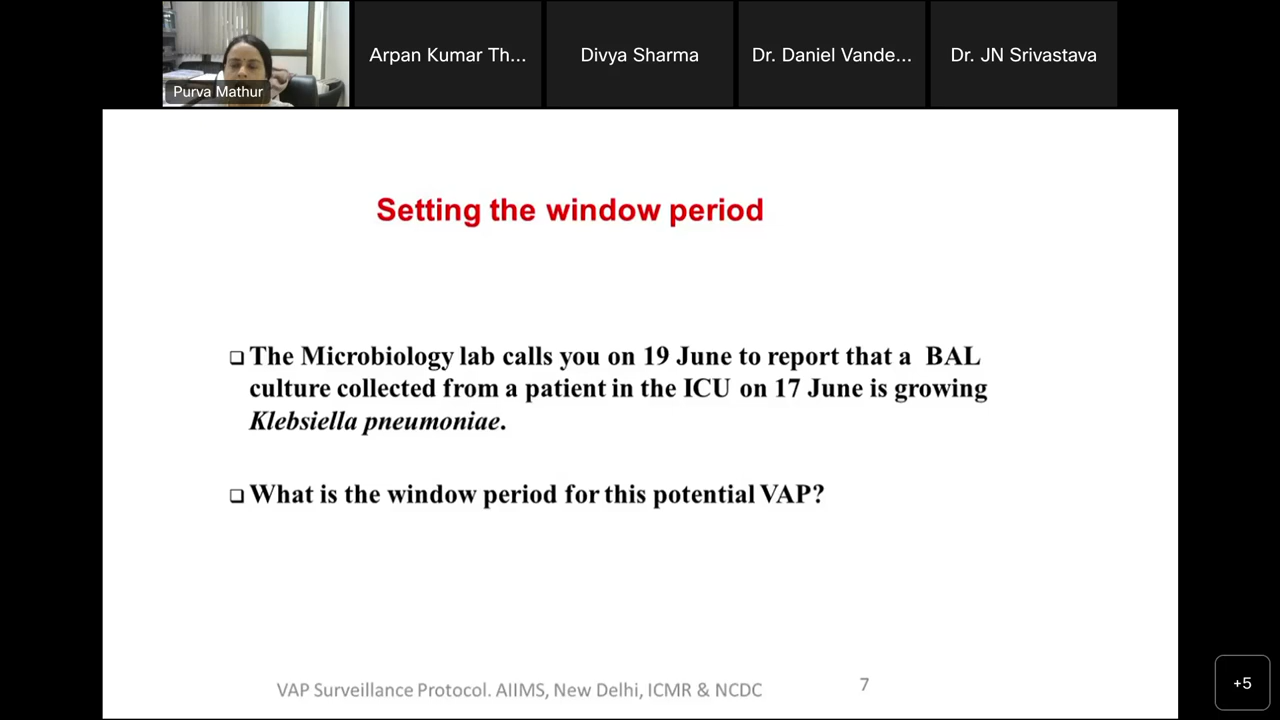 Purva Mathur
Arpan Kumar Th...
Divya Sharma
Dr. Daniel Vande...
Dr. JN Srivastava
Setting the window period
❑ The Microbiology lab calls you on 19 June to report that a BAL
culture collected from a patient in the ICU on 17 June is growing
Klebsiella pneumoniae.
❑ What is the window period for this potential VAP?
VAP Surveillance Protocol. AIIMS, New Delhi, ICMR & NCDC
7
+5